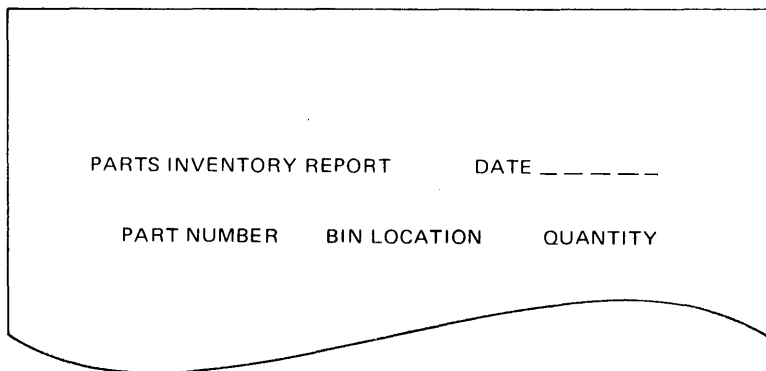 PARTS INVENTORY REPORT DATE _ _ _ _ _
PART NUMBER BIN LOCATION QUANTITY